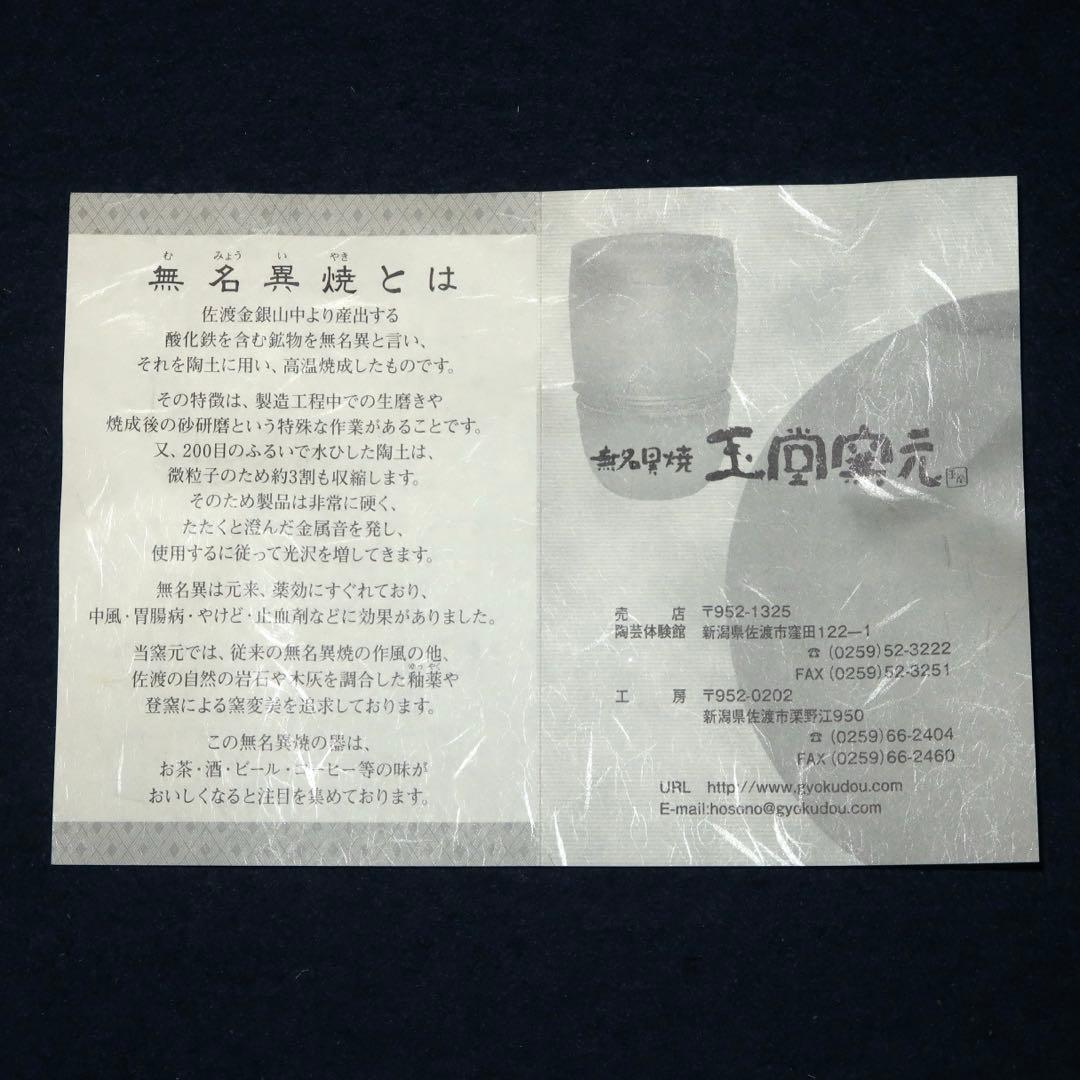 無名異焼とは
佐渡金銀山中より産出する
酸化鉄を含む鉱物を無名異と言い、
それを陶土に用い、高温焼成したものです。
その特徴は、製造工程中での生磨きや
焼成後の砂研磨という特殊な作業があることです。
又、200目のふるいで水ひした陶土は、
微粒子のため約3割も収縮します。
そのため製品は非常に硬く、
たたくと澄んだ金属音を発し、
使用するに従って光沢を増してきます。
無名異は元来、薬効にすぐれており、
中風・胃腸病・やけど・止血剤などに効果がありました。
当窯元では、従来の無名異焼の作風の他、
佐渡の自然の岩石や木灰を調合した釉薬や
登窯による窯変美を追求しております。
この無名異焼の器は、
お茶・酒・ビール・コーヒー等の味が
おいしくなると注目を集めております。
無名異焼 玉堂窯元
売店 〒952-1325
陶芸体験館 新潟県佐渡市窪田122―1
☎ (0259)52-3222
FAX (0259)52-3251
工房 〒952-0202
新潟県佐渡市栗野江950
☎ (0259)66-2404
FAX (0259)66-2460
URL http://www.gyokudou.com
E-mail:hosono@gyokudou.com